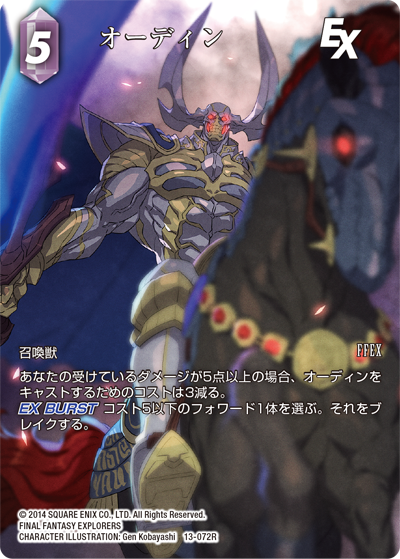 5
オーディン
EX
召喚獣
FFEX
あなたの受けているダメージが5点以上の場合、オーディンを
キャストするためのコストは3減る。
EX BURST コスト5以下のフォワード1体を選ぶ。それをブ
レイクする。
© 2014 SQUARE ENIX CO., LTD. All Rights Reserved.
FINAL FANTASY EXPLORERS
CHARACTER ILLUSTRATION: Gen Kobayashi 13-072R